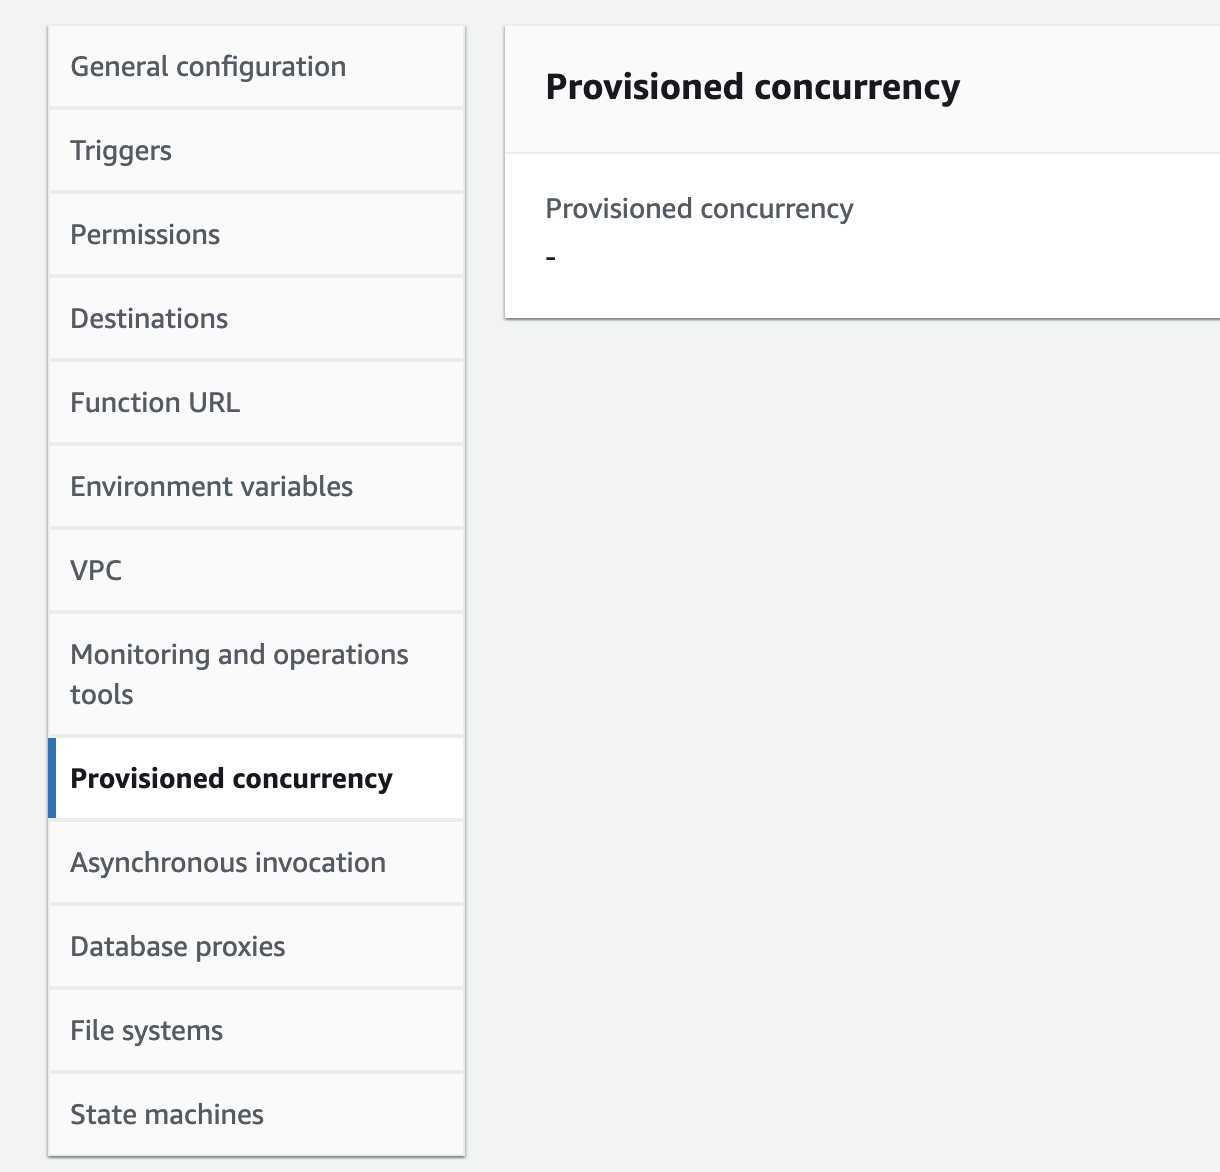 General configuration
Triggers
Permissions
Destinations
Function URL
Environment variables
VPC
Monitoring and operations
tools
Provisioned concurrency
Asynchronous invocation
Database proxies
File systems
State machines
Provisioned concurrency
Provisioned concurrency
-